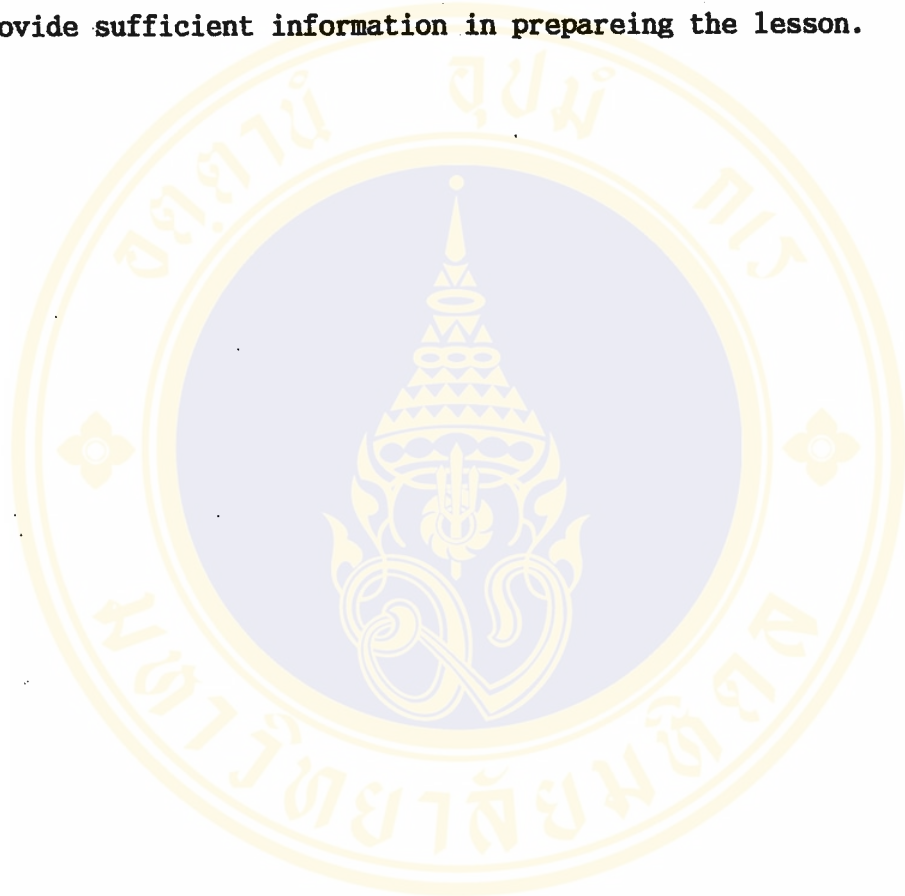 ovide sufficient information in prepareing the lesson.
อตฺตานํ อุปมํ กเร
มหาวิทยาลัยมหิดล